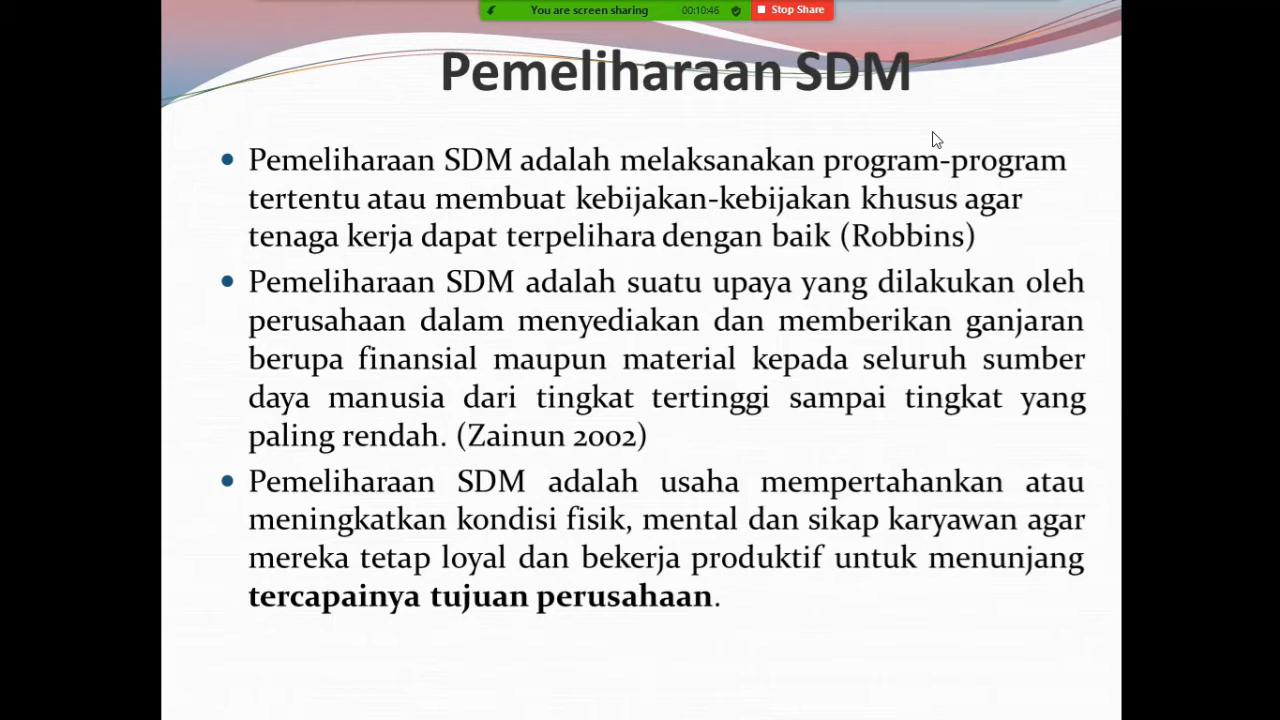 You are screen sharing 00:10:46 Stop Share
Pemeliharaan SDM
• Pemeliharaan SDM adalah melaksanakan program-program
tertentu atau membuat kebijakan-kebijakan khusus agar
tenaga kerja dapat terpelihara dengan baik (Robbins)
• Pemeliharaan SDM adalah suatu upaya yang dilakukan oleh
perusahaan dalam menyediakan dan memberikan ganjaran
berupa finansial maupun material kepada seluruh sumber
daya manusia dari tingkat tertinggi sampai tingkat yang
paling rendah. (Zainun 2002)
• Pemeliharaan SDM adalah usaha mempertahankan atau
meningkatkan kondisi fisik, mental dan sikap karyawan agar
mereka tetap loyal dan bekerja produktif untuk menunjang
tercapainya tujuan perusahaan.